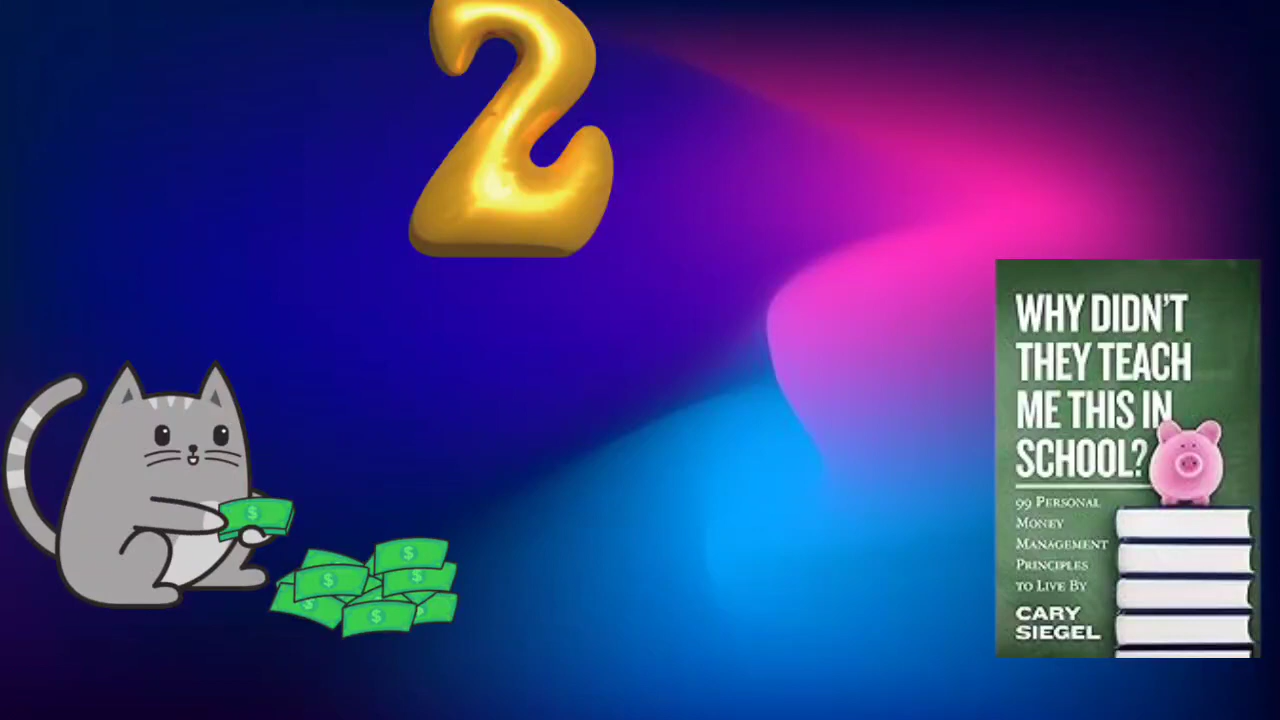 2
WHY DIDN'T
THEY TEACH
ME THIS IN
SCHOOL?
99 PERSONAL
MONEY
MANAGEMENT
PRINCIPLES
TO LIVE BY
CARY
SIEGEL
$
$
$
$
$
$
$